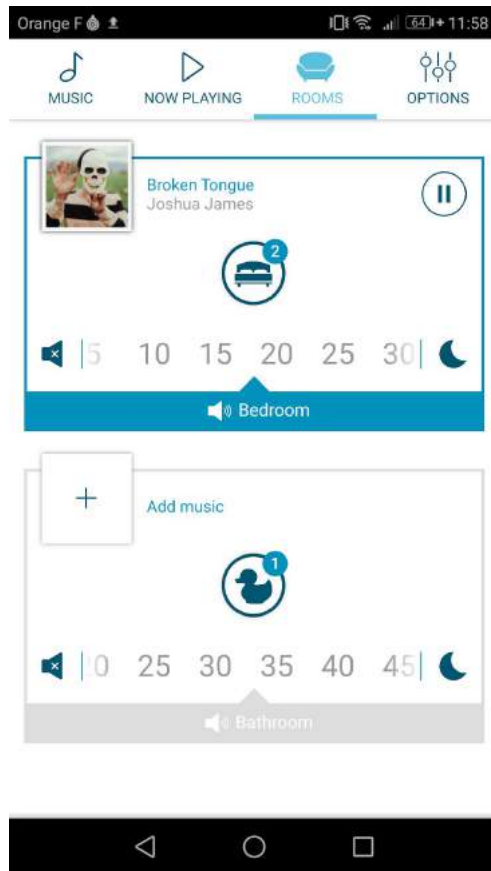 Orange F 64 11:58
MUSIC NOW PLAYING ROOMS OPTIONS
Broken Tongue
Joshua James
2
5 10 15 20 25 30
Bedroom
Add music
1
0 25 30 35 40 45
Bathroom